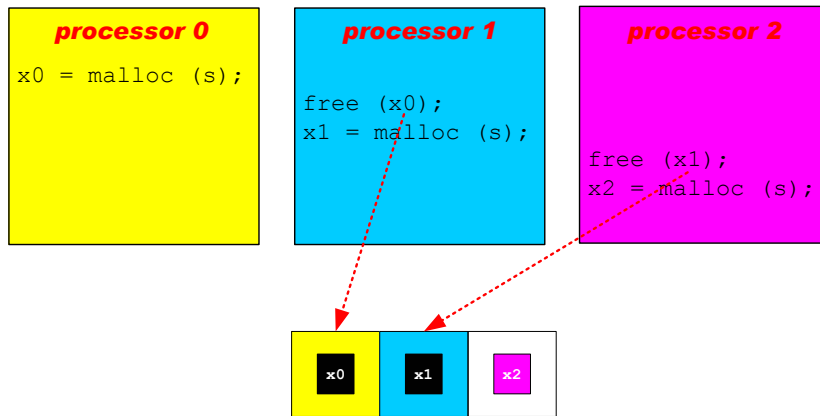 processor 0
x0 = malloc (s);
processor 1
free (x0);
x1 = malloc (s);
processor 2
free (x1);
x2 = malloc (s);
x0
x1
x2